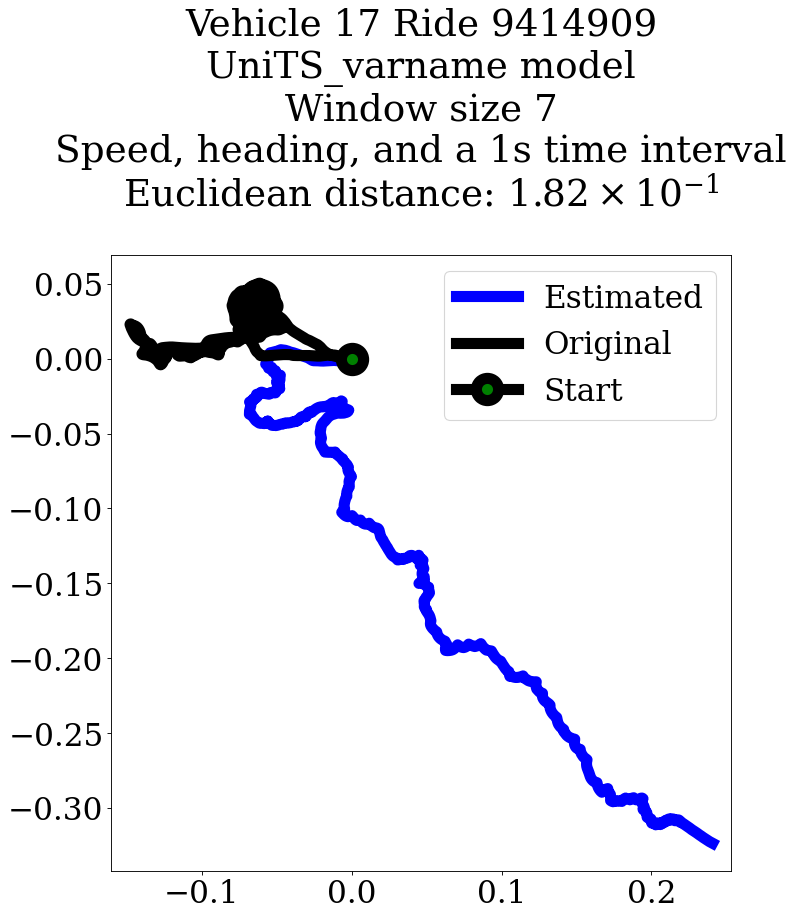 Vehicle 17 Ride 9414909
UniTS_varname model
Window size 7
Speed, heading, and a 1s time interval
Euclidean distance: 1.82 × 10⁻¹
Estimated
Original
Start
0.05
0.00
−0.05
−0.10
−0.15
−0.20
−0.25
−0.30
−0.1 0.0 0.1 0.2